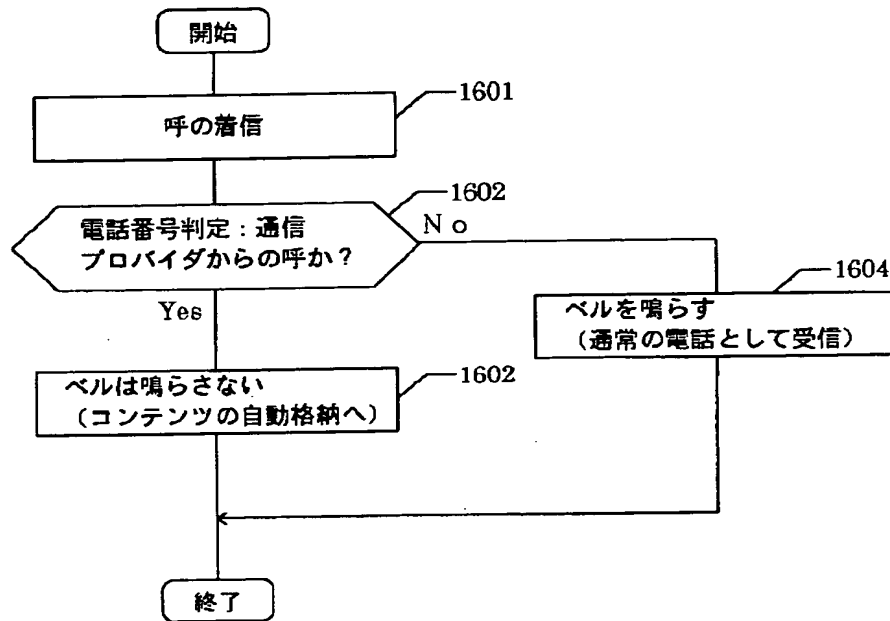 開始
1601
呼の着信
1602
電話番号判定：通信
プロバイダからの呼か？
No
Yes
1604
ベルを鳴らす
（通常の電話として受信）
1602
ベルは鳴らさない
（コンテンツの自動格納へ）
終了